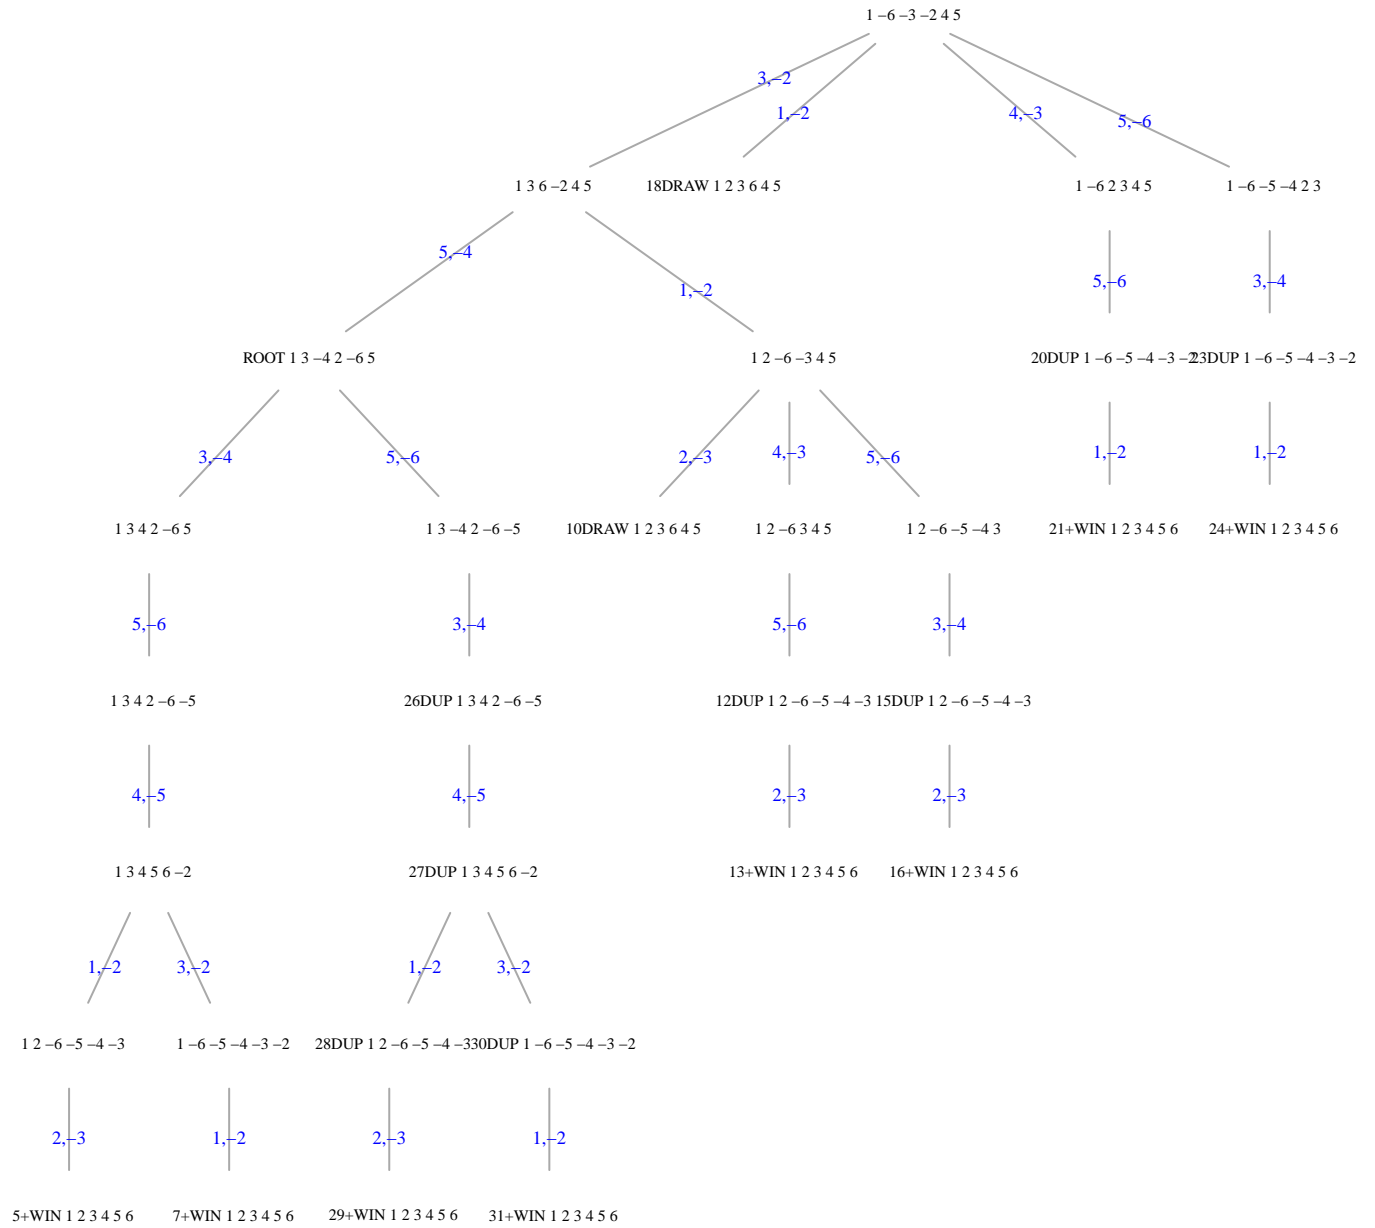 1 −6 −3 −2 4 5
3,−2
1,−2
4,−3
5,−6
1 3 6 −2 4 5
18DRAW 1 2 3 6 4 5
1 −6 2 3 4 5
1 −6 −5 −4 2 3
5,−4
1,−2
5,−6
3,−4
ROOT 1 3 −4 2 −6 5
1 2 −6 −3 4 5
20DUP 1 −6 −5 −4 −3 −2
23DUP 1 −6 −5 −4 −3 −2
3,−4
5,−6
2,−3
4,−3
5,−6
1,−2
1,−2
1 3 4 2 −6 5
1 3 −4 2 −6 −5
10DRAW 1 2 3 6 4 5
1 2 −6 3 4 5
1 2 −6 −5 −4 3
21+WIN 1 2 3 4 5 6
24+WIN 1 2 3 4 5 6
5,−6
3,−4
5,−6
3,−4
1 3 4 2 −6 −5
26DUP 1 3 4 2 −6 −5
12DUP 1 2 −6 −5 −4 −3
15DUP 1 2 −6 −5 −4 −3
4,−5
4,−5
2,−3
2,−3
1 3 4 5 6 −2
27DUP 1 3 4 5 6 −2
13+WIN 1 2 3 4 5 6
16+WIN 1 2 3 4 5 6
1,−2
3,−2
1,−2
3,−2
1 2 −6 −5 −4 −3
1 −6 −5 −4 −3 −2
28DUP 1 2 −6 −5 −4 −3
30DUP 1 −6 −5 −4 −3 −2
2,−3
1,−2
2,−3
1,−2
5+WIN 1 2 3 4 5 6
7+WIN 1 2 3 4 5 6
29+WIN 1 2 3 4 5 6
31+WIN 1 2 3 4 5 6